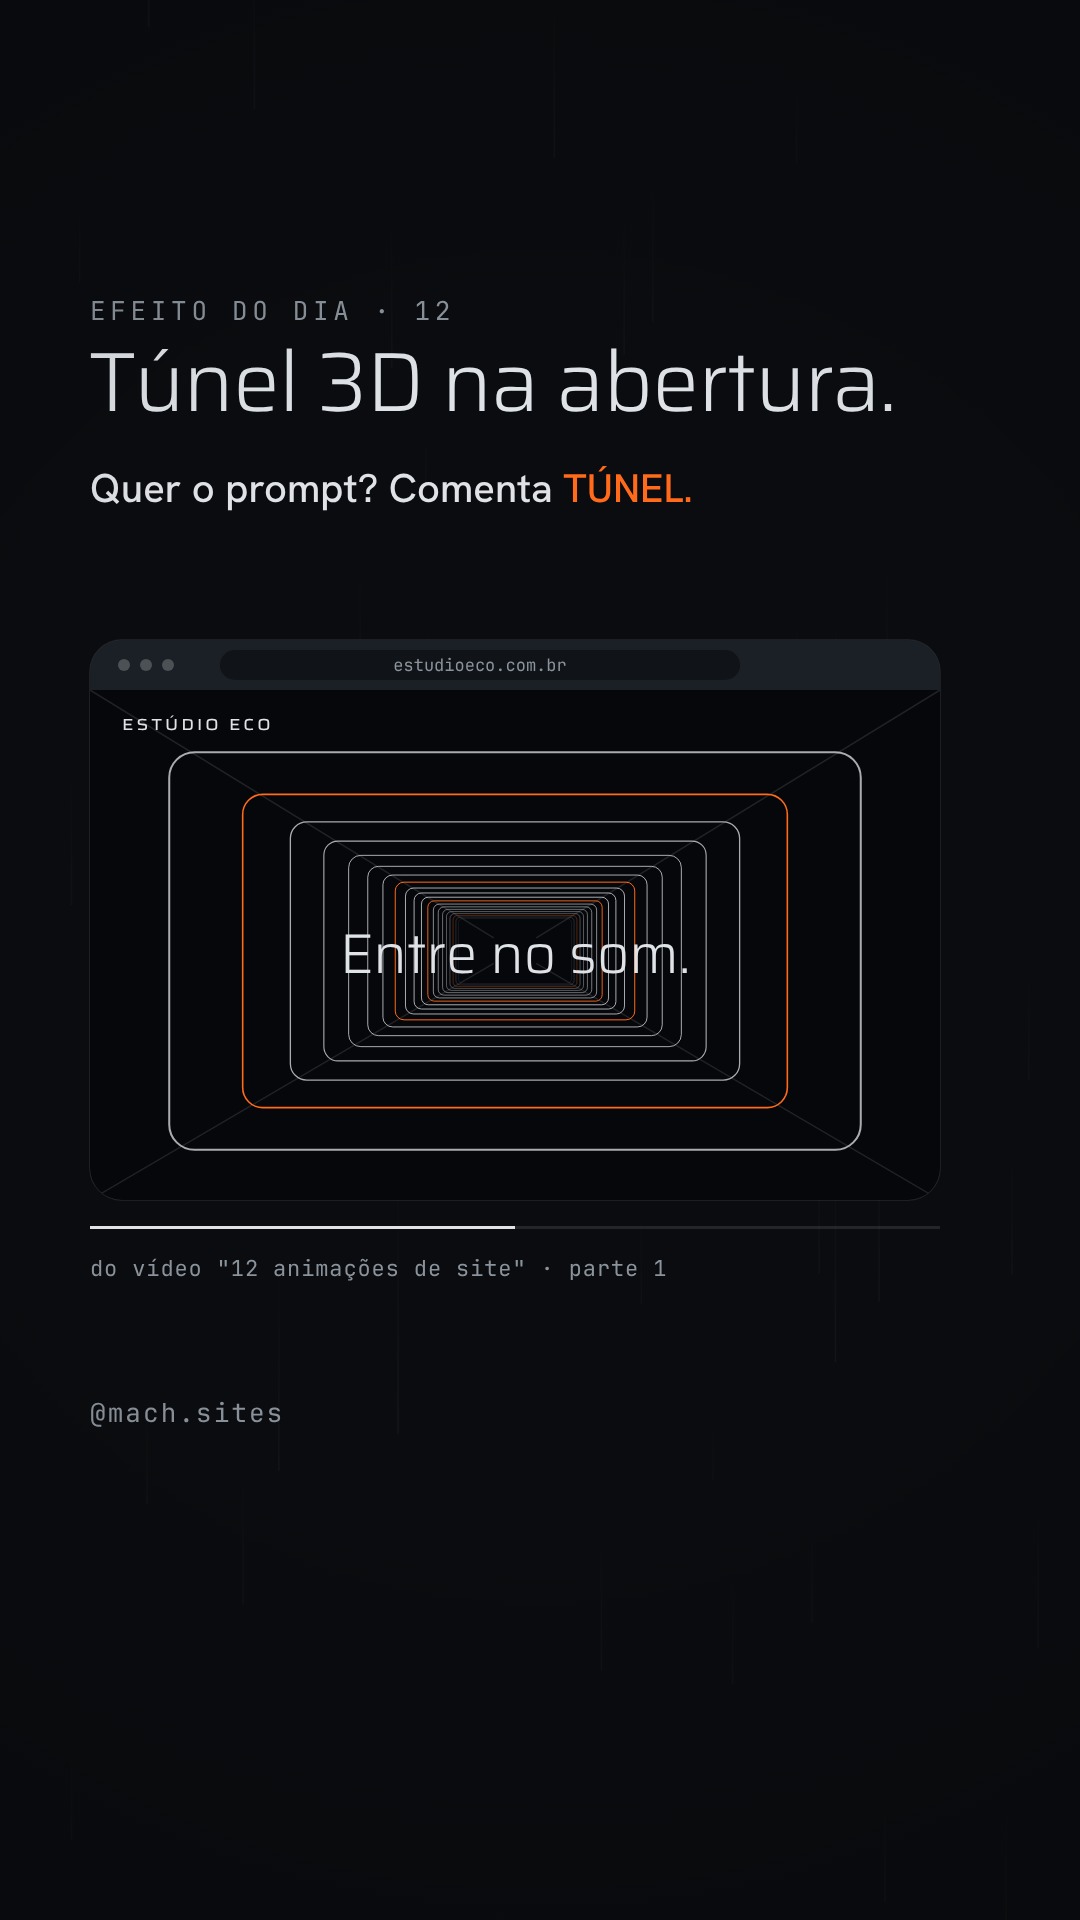 EFEITO DO DIA · 12
Túnel 3D na abertura.
Quer o prompt? Comenta TÚNEL.
estudioeco.com.br
ESTÚDIO ECO
Entre no som.
do vídeo "12 animações de site" · parte 1
@mach.sites